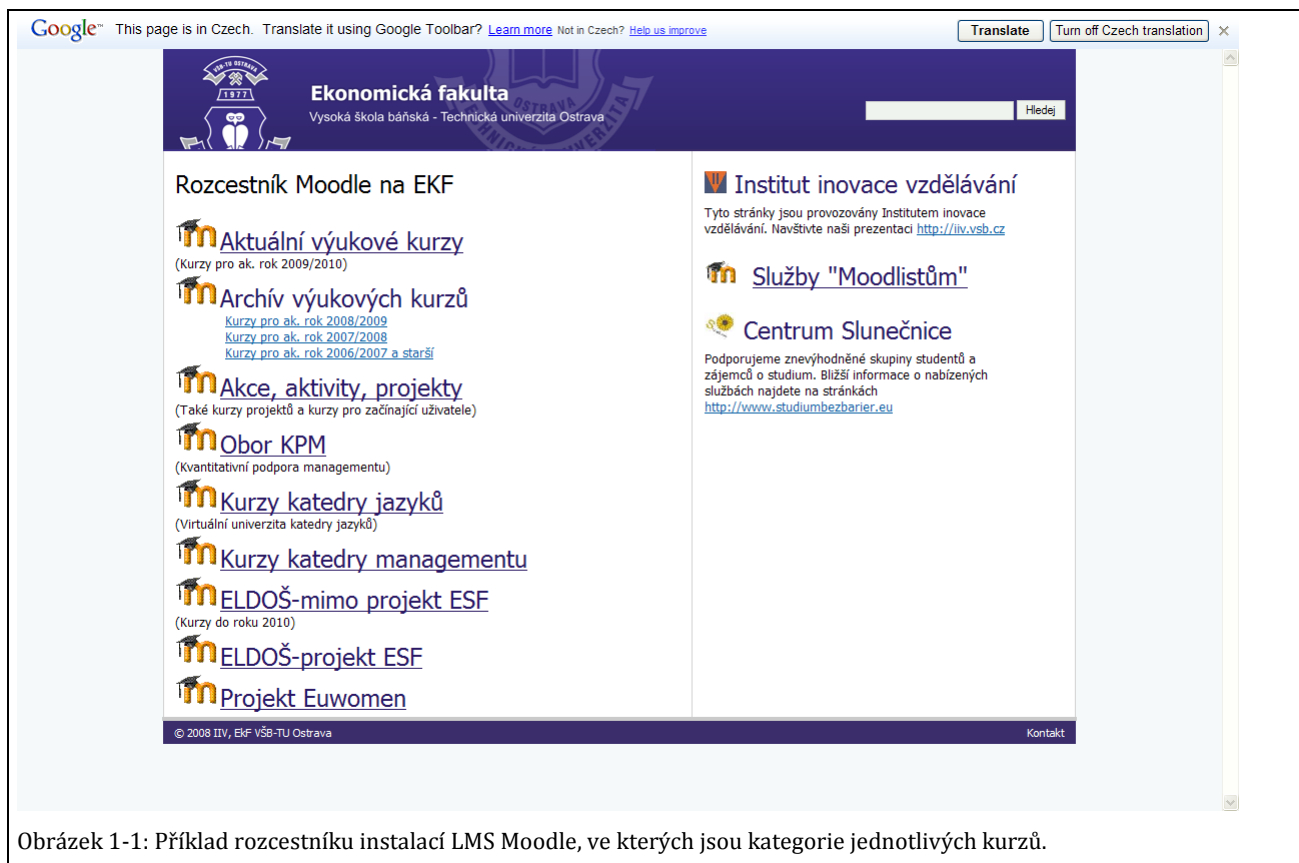 Google™ This page is in Czech. Translate it using Google Toolbar? Learn more Not in Czech? Help us improve Translate Turn off Czech translation
VŠB-TU OSTRAVA
1977
Ekonomická fakulta
Vysoká škola báňská - Technická univerzita Ostrava
Hledej
Rozcestník Moodle na EKF
Aktuální výukové kurzy
(Kurzy pro ak. rok 2009/2010)
Archív výukových kurzů
Kurzy pro ak. rok 2008/2009
Kurzy pro ak. rok 2007/2008
Kurzy pro ak. rok 2006/2007 a starší
Akce, aktivity, projekty
(Také kurzy projektů a kurzy pro začínající uživatele)
Obor KPM
(Kvantitativní podpora managementu)
Kurzy katedry jazyků
(Virtuální univerzita katedry jazyků)
Kurzy katedry managementu
ELDOŠ-mimo projekt ESF
(Kurzy do roku 2010)
ELDOŠ-projekt ESF
Projekt Euwomen
Institut inovace vzdělávání
Tyto stránky jsou provozovány Institutem inovace
vzdělávání. Navštivte naši prezentaci http://iiv.vsb.cz
Služby "Moodlistům"
Centrum Slunečnice
Podporujeme znevýhodněné skupiny studentů a
zájemců o studium. Bližší informace o nabízených
službách najdete na stránkách
http://www.studiumbezbarier.eu
© 2008 IIV, EkF VŠB-TU Ostrava
Kontakt
Obrázek 1-1: Příklad rozcestníku instalací LMS Moodle, ve kterých jsou kategorie jednotlivých kurzů.